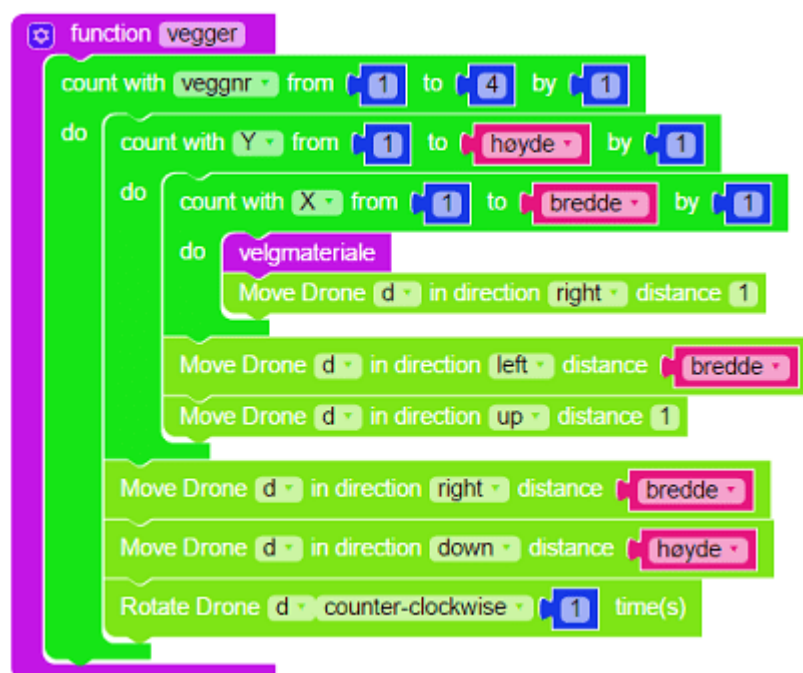 function vegger
count with veggnr from 1 to 4 by 1
do count with Y from 1 to høyde by 1
do count with X from 1 to bredde by 1
do velgmateriale
Move Drone d in direction right distance 1
Move Drone d in direction left distance bredde
Move Drone d in direction up distance 1
Move Drone d in direction right distance bredde
Move Drone d in direction down distance høyde
Rotate Drone d counter-clockwise 1 time(s)